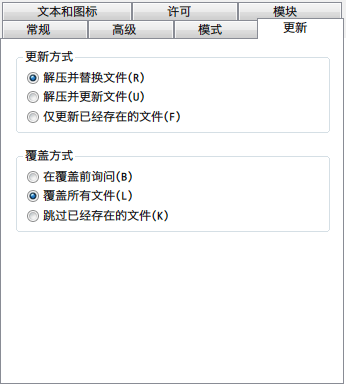 文本和图标 许可 模块
常规 高级 模式 更新
更新方式
解压并替换文件(R)
解压并更新文件(U)
仅更新已经存在的文件(F)
覆盖方式
在覆盖前询问(B)
覆盖所有文件(L)
跳过已经存在的文件(K)